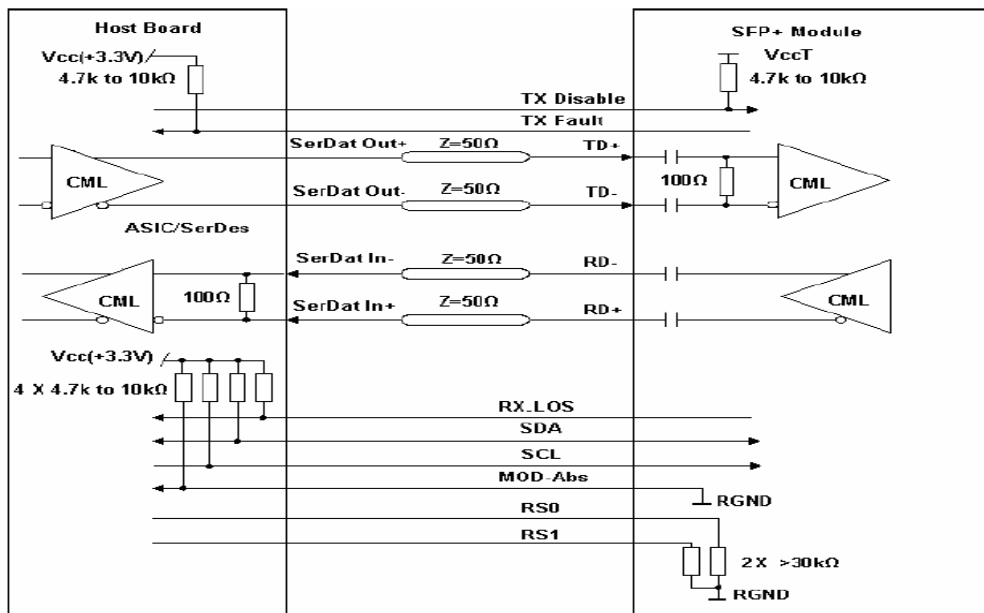 Host Board
SFP+ Module
Vcc(+3.3V)
4.7k to 10kΩ
VccT
4.7k to 10kΩ
TX Disable
TX Fault
SerDat Out+
Z=50Ω
TD+
CML
100Ω
CML
SerDat Out-
Z=50Ω
TD-
ASIC/SerDes
SerDat In-
Z=50Ω
RD-
CML
100Ω
CML
SerDat In+
Z=50Ω
RD+
Vcc(+3.3V)
4 X 4.7k to 10kΩ
RX-LOS
SDA
SCL
MOD-Abs
RGND
RS0
RS1
2X >30kΩ
RGND